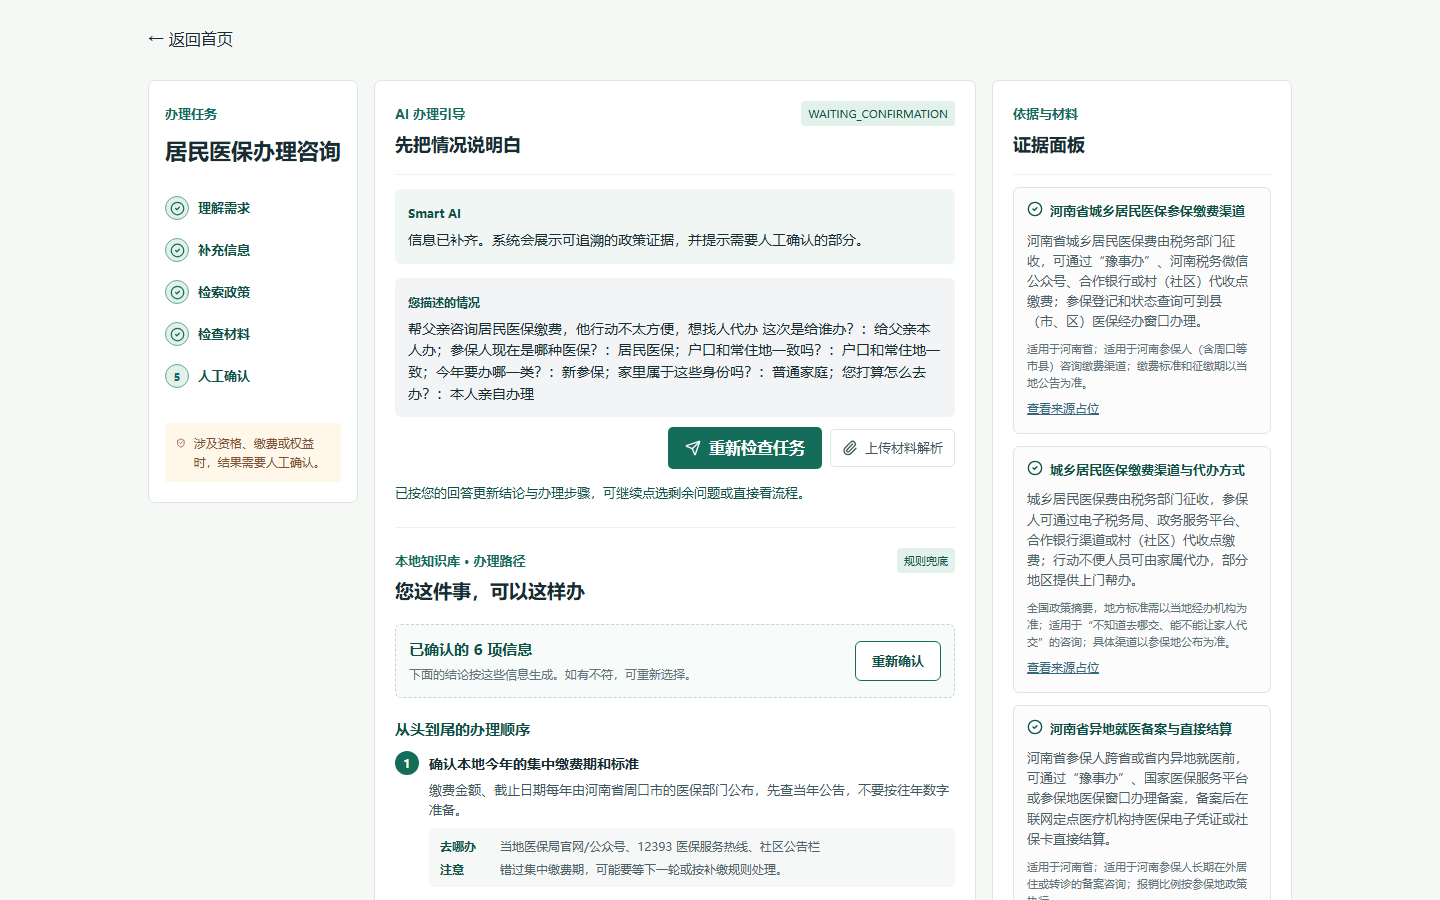 ← 返回首页
办理任务
居民医保办理咨询
理解需求
补充信息
检索政策
检查材料
5 人工确认
涉及资格、缴费或权益
时，结果需要人工确认。
AI 办理引导
WAITING_CONFIRMATION
先把情况说明白
Smart AI
信息已补齐。系统会展示可追溯的政策证据，并提示需要人工确认的部分。
您描述的情况
帮父亲咨询居民医保缴费，他行动不太方便，想找人代办 这次是给谁办？：给父亲本
人办；参保人现在是哪种医保？：居民医保；户口和常住地一致吗？：户口和常住地一
致；今年要办哪一类？：新参保；家里属于这些身份吗？：普通家庭；您打算怎么去
办？：本人亲自办理
重新检查任务
上传材料解析
已按您的回答更新结论与办理步骤，可继续点选剩余问题或直接看流程。
本地知识库 • 办理路径
规则兜底
您这件事，可以这样办
已确认的 6 项信息
下面的结论按这些信息生成。如有不符，可重新选择。
重新确认
从头到尾的办理顺序
1 确认本地今年的集中缴费期和标准
缴费金额、截止日期每年由河南省周口市的医保部门公布，先查当年公告，不要按往年数字
准备。
去哪办 当地医保局官网/公众号、12393 医保服务热线、社区公告栏
注意 错过集中缴费期，可能要等下一轮或按补缴规则处理。
依据与材料
证据面板
河南省城乡居民医保参保缴费渠道
河南省城乡居民医保费由税务部门征
收，可通过“豫事办”、河南税务微信
公众号、合作银行或村（社区）代收点
缴费；参保登记和状态查询可到县
（市、区）医保经办窗口办理。
适用于河南省；适用于河南参保人（含周口等
市县）咨询缴费渠道；缴费标准和征缴期以当
地公告为准。
查看来源占位
城乡居民医保缴费渠道与代办方式
城乡居民医保费由税务部门征收，参保
人可通过电子税务局、政务服务平台、
合作银行渠道或村（社区）代收点缴
费；行动不便人员可由家属代办，部分
地区提供上门帮办。
全国政策摘要，地方标准需以当地经办机构为
准；适用于“不知道去哪交、能不能让家人代
交”的咨询；具体渠道以参保地公布为准。
查看来源占位
河南省异地就医备案与直接结算
河南省参保人跨省或省内异地就医前，
可通过“豫事办”、国家医保服务平台
或参保地医保窗口办理备案，备案后在
联网定点医疗机构持医保电子凭证或社
保卡直接结算。
适用于河南省；适用于河南参保人长期在外居
住或转诊的备案咨询；报销比例按参保地政策
执行。